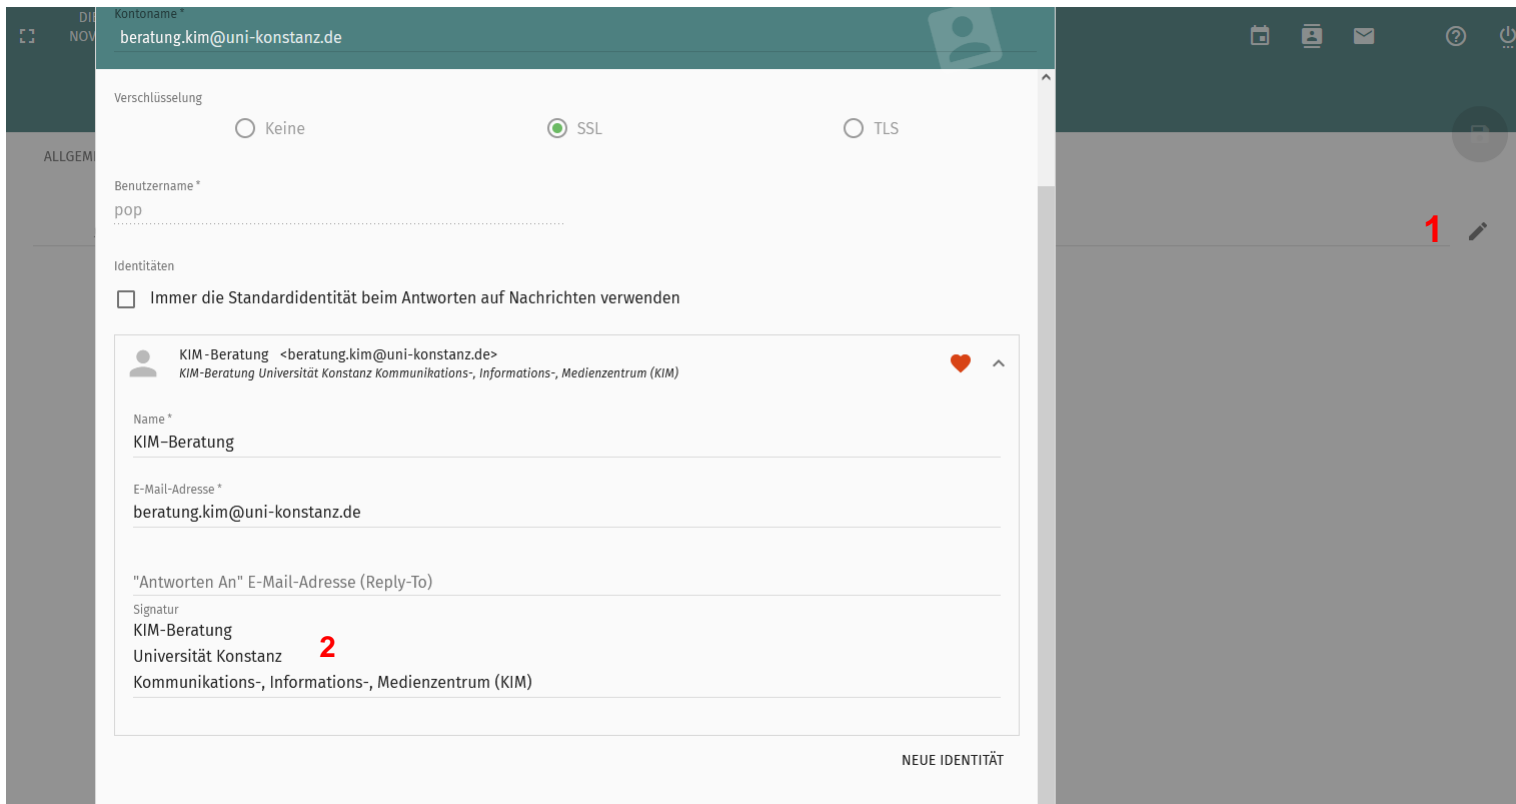 DIE
NOV
Kontoname *
beratung.kim@uni-konstanz.de
Verschlüsselung
Keine
SSL
TLS
ALLGEM
Benutzername *
pop
1
Identitäten
Immer die Standardidentität beim Antworten auf Nachrichten verwenden
KIM-Beratung <beratung.kim@uni-konstanz.de>
KIM-Beratung Universität Konstanz Kommunikations-, Informations-, Medienzentrum (KIM)
Name *
KIM-Beratung
E-Mail-Adresse *
beratung.kim@uni-konstanz.de
"Antworten An" E-Mail-Adresse (Reply-To)
Signatur
KIM-Beratung
Universität Konstanz
2
Kommunikations-, Informations-, Medienzentrum (KIM)
NEUE IDENTITÄT